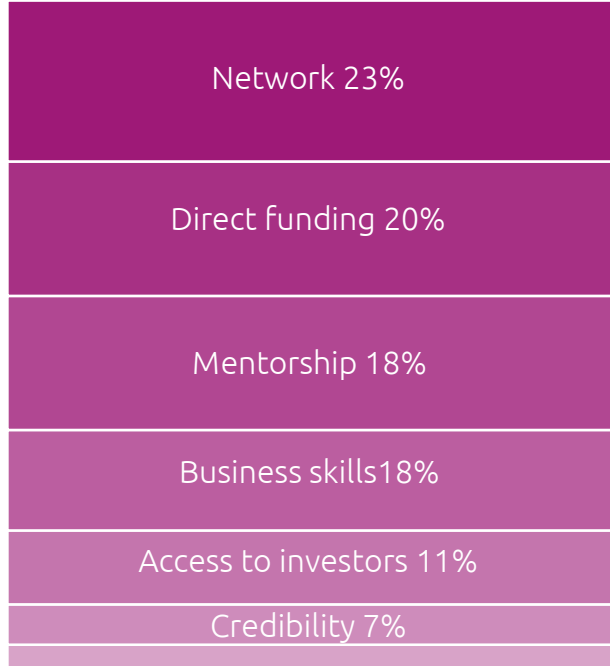 Network 23%
Direct funding 20%
Mentorship 18%
Business skills18%
Access to investors 11%
Credibility 7%